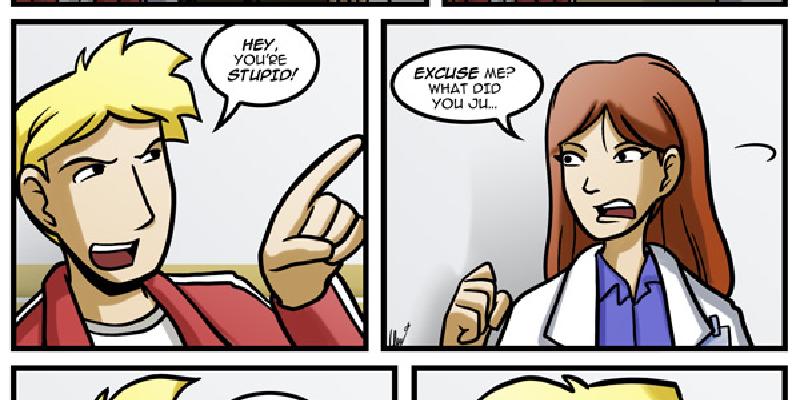 HEY,
YOU'RE
STUPID!
EXCUSE ME?
WHAT DID
YOU JU...